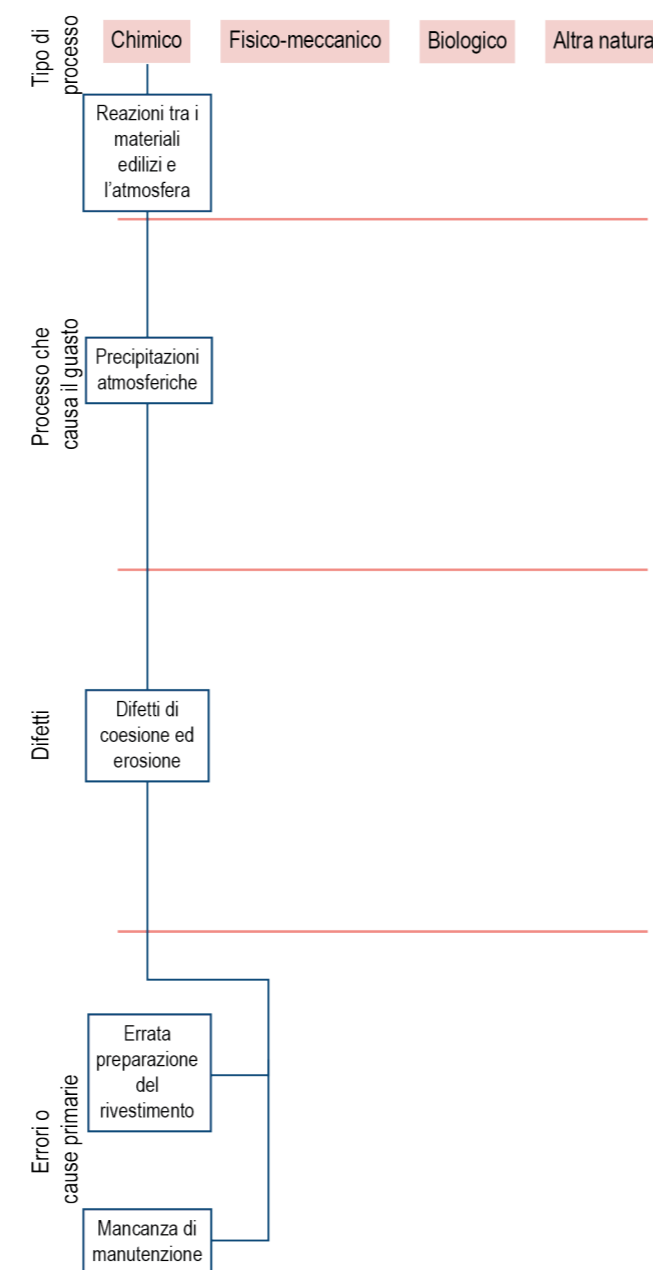 Tipo di
processo
Chimico
Fisico-meccanico
Biologico
Altra natura
Reazioni tra i
materiali
edilizi e
l'atmosfera
Processo che
causa il guasto
Precipitazioni
atmosferiche
Difetti
Difetti di
coesione ed
erosione
Errori o
cause primarie
Errata
preparazione
del
rivestimento
Mancanza di
manutenzione